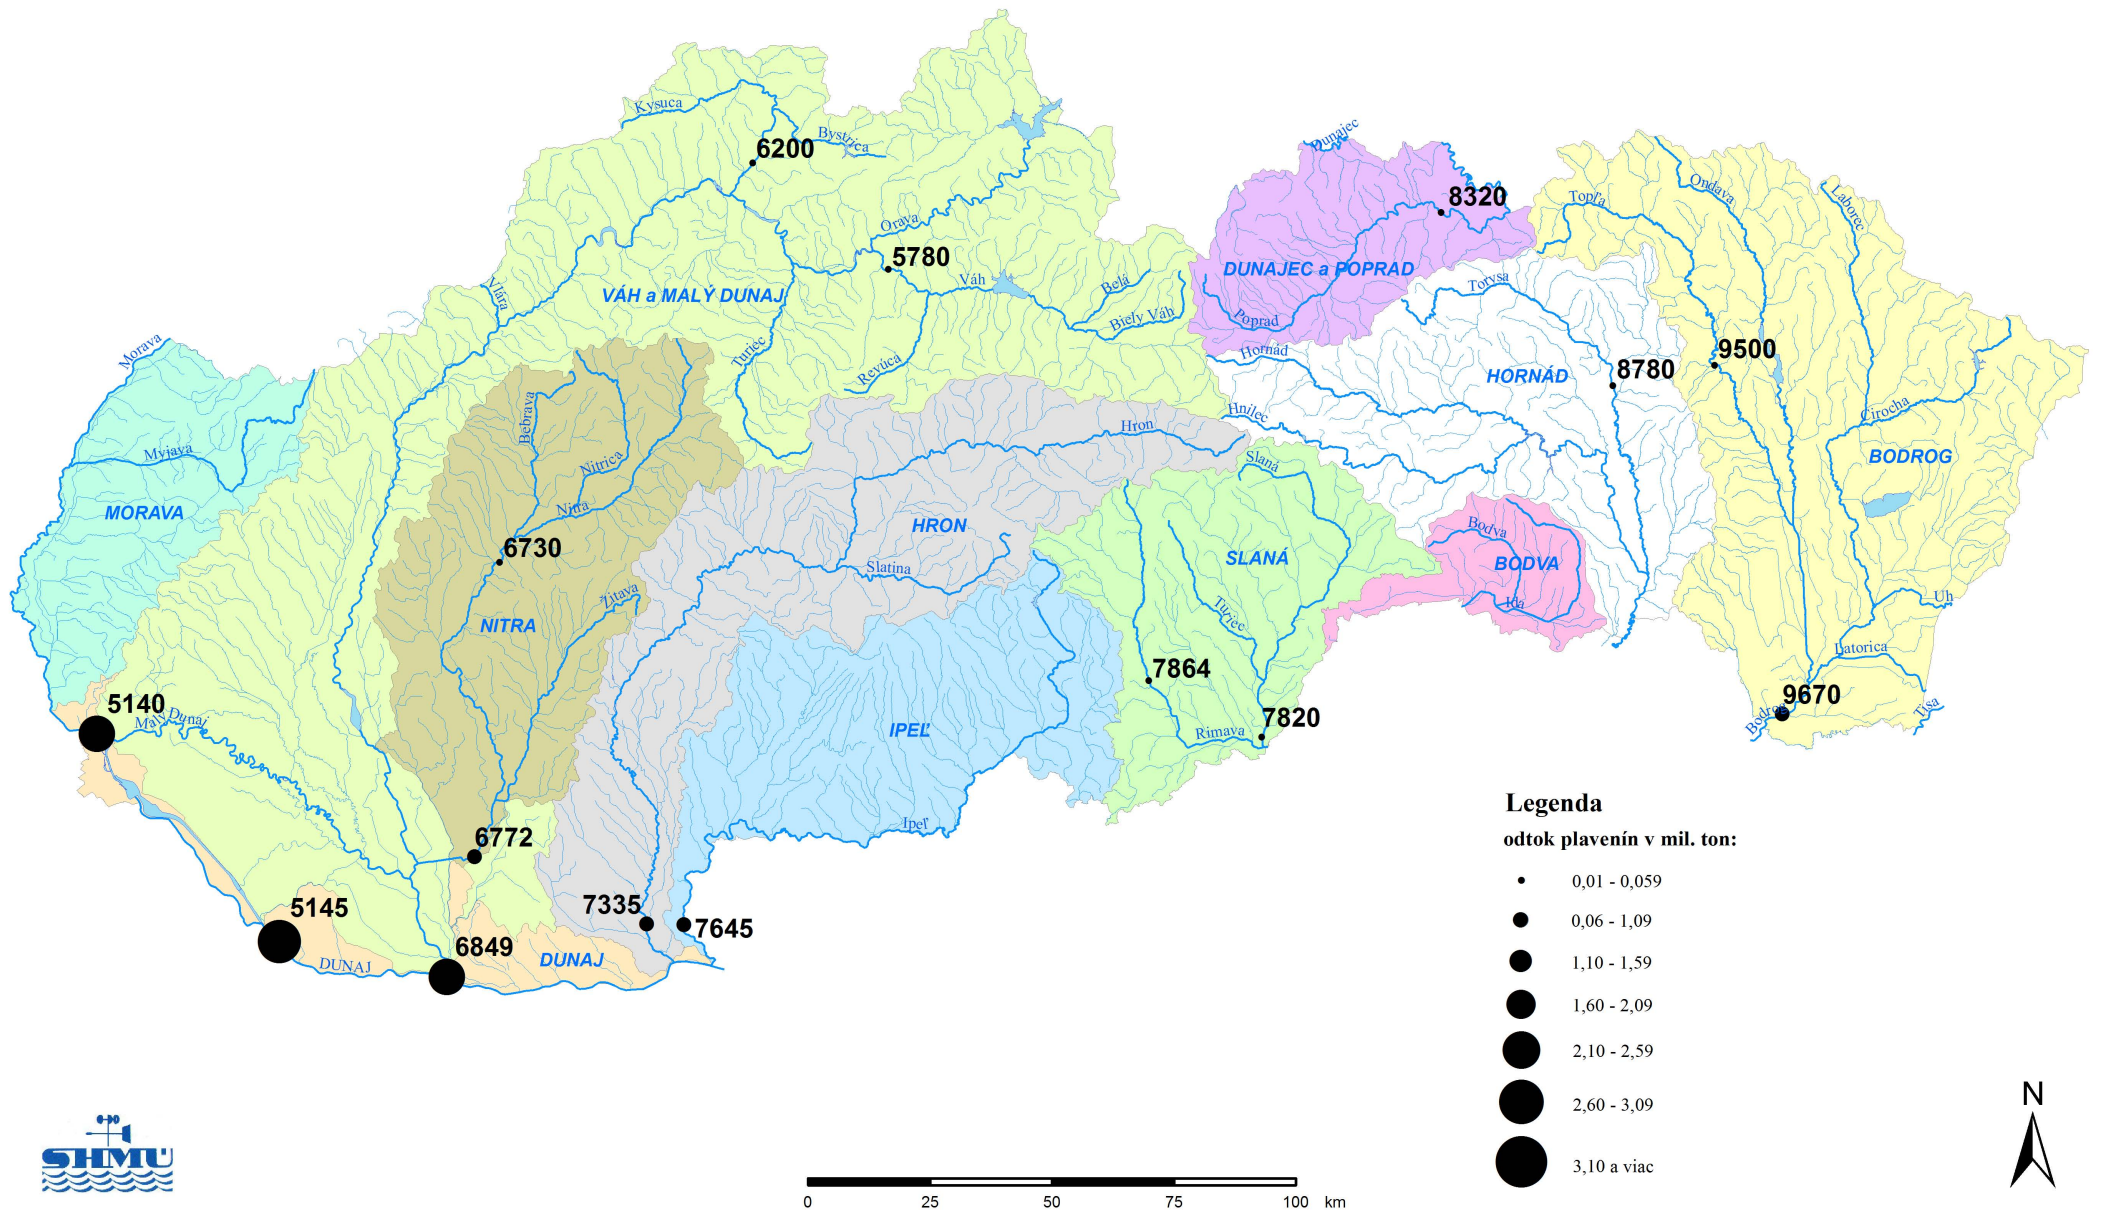 Kysuca
Bystrica
6200
Dunajec
8320
Topľa
Ondava
Laborec
Orava
5780
Váh
Belá
Biely Váh
DUNAJEC a POPRAD
Poprad
Torysa
Vlára
VÁH a MALÝ DUNAJ
Turiec
Revúca
Morava
Hornád
HORNÁD
8780
9500
Bebrava
Nitrica
Nitra
Myjava
MORAVA
Hnilec
Hron
Cirocha
BODROG
Slaná
HRON
6730
Slatina
SLANÁ
Bodva
BODVA
Ida
Žitava
NITRA
Turiec
Uh
Latorica
7864
5140
Malý Dunaj
IPEĽ
Rimava
7820
9670
Bodrog
Tisa
6772
Ipeľ
5145
DUNAJ
6849
7335
7645
DUNAJ
Legenda
odtok plavenín v mil. ton:
0,01 - 0,059
0,06 - 1,09
1,10 - 1,59
1,60 - 2,09
2,10 - 2,59
2,60 - 3,09
3,10 a viac
N
SHMÚ
0 25 50 75 100 km